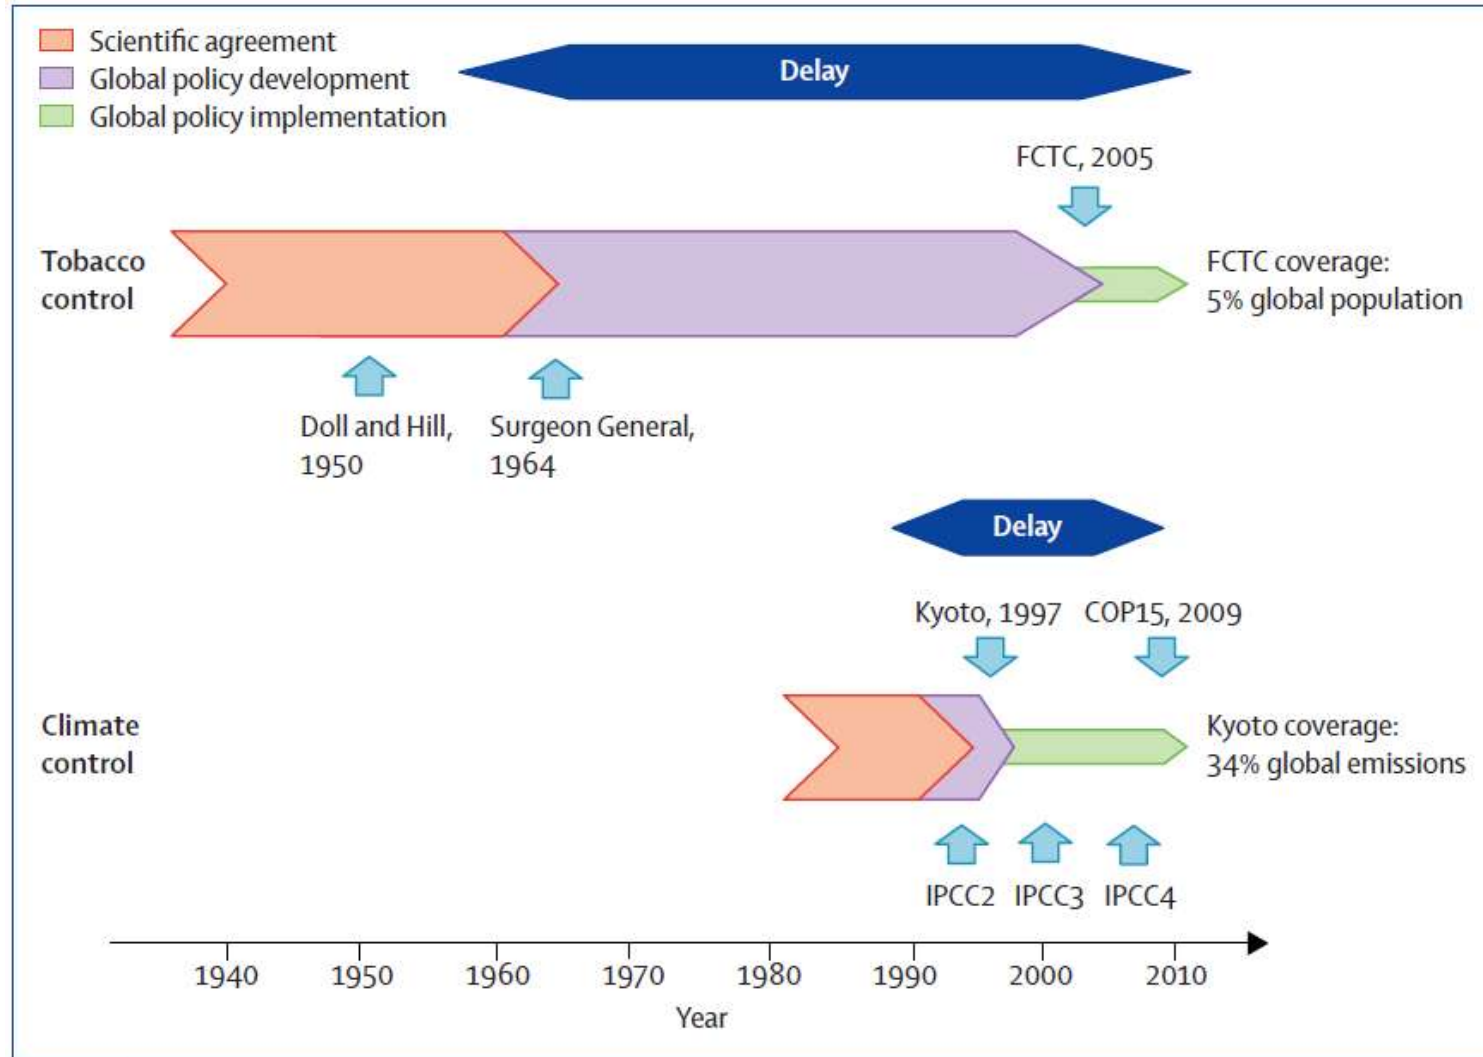 Scientific agreement
Global policy development
Global policy implementation
Delay
FCTC, 2005
Tobacco
control
FCTC coverage:
5% global population
Doll and Hill,
1950
Surgeon General,
1964
Delay
Kyoto, 1997
COP15, 2009
Climate
control
Kyoto coverage:
34% global emissions
IPCC2
IPCC3
IPCC4
1940 1950 1960 1970 1980 1990 2000 2010
Year